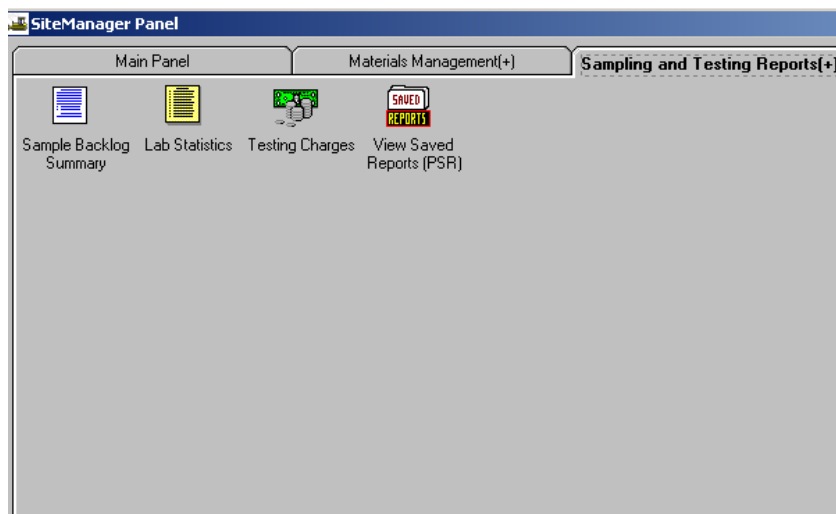 SiteManager Panel
Main Panel
Materials Management(+)
Sampling and Testing Reports(+)
SAVED
REPORTS
Sample Backlog
Summary
Lab Statistics
Testing Charges
View Saved
Reports (PSR)